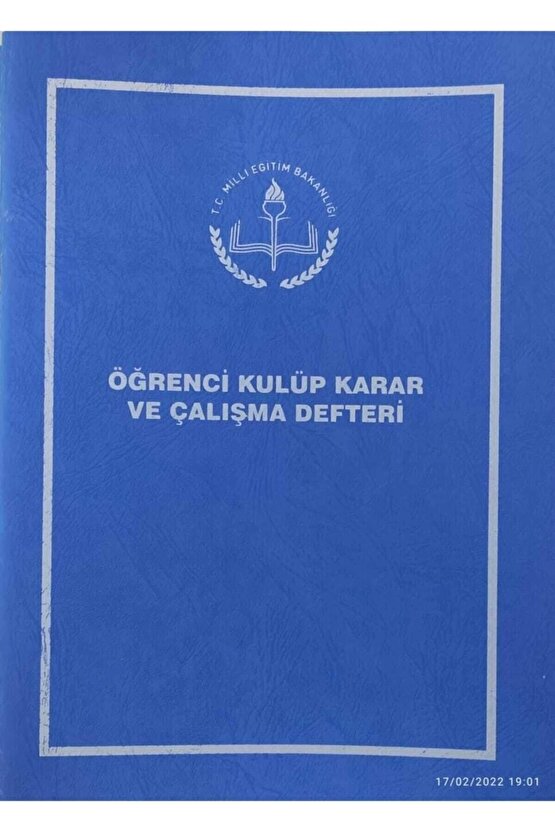 T.C. MİLLİ EĞİTİM BAKANLIĞI
ÖĞRENCİ KULÜP KARAR
VE ÇALIŞMA DEFTERİ
17/02/2022 19:01